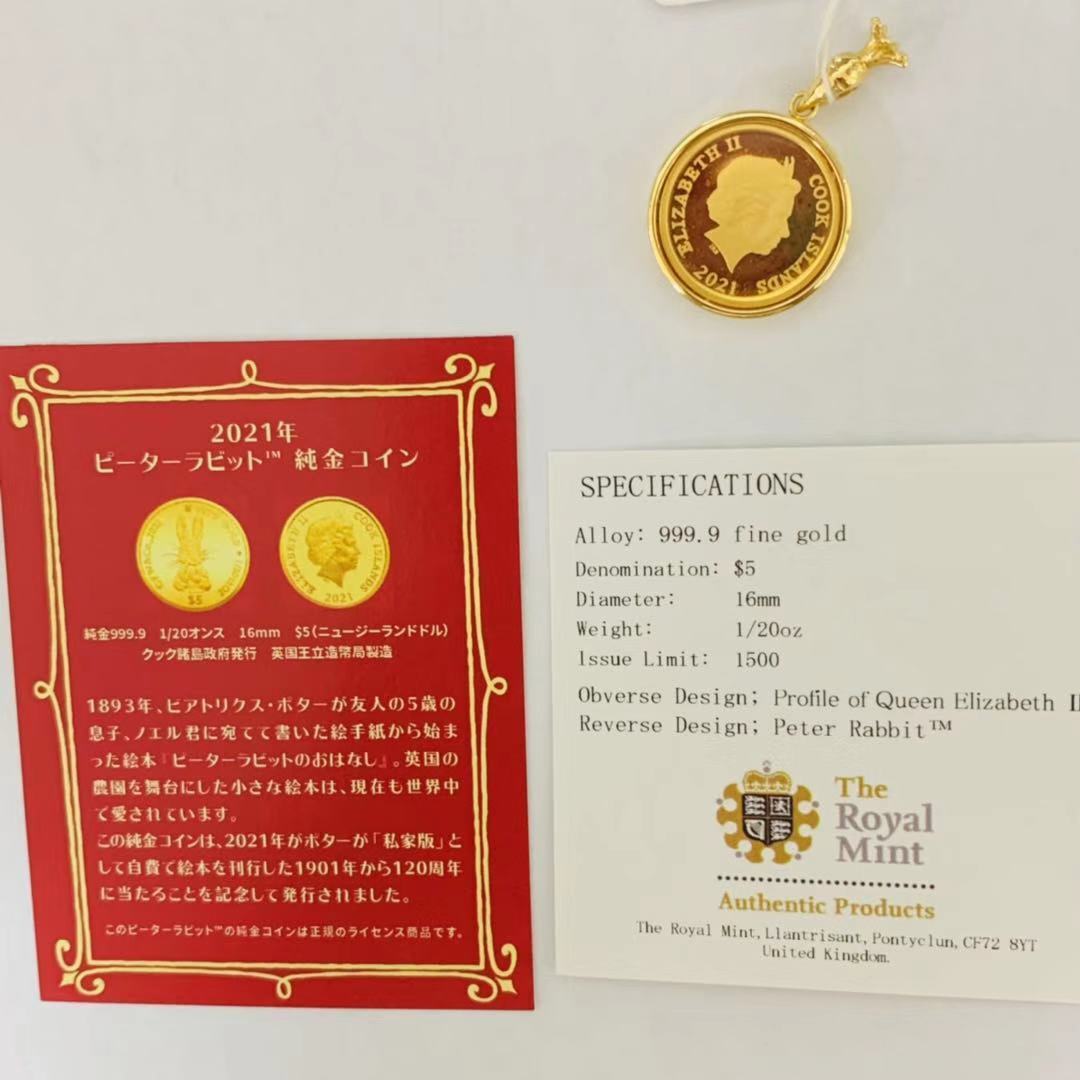 ELIZABETH II
COOK ISLANDS
2021
2021年
ピーターラビット™ 純金コイン
$5
ELIZABETH II
COOK ISLANDS
2021
純金999.9 1/20オンス 16mm $5(ニュージーランドドル)
クック諸島政府発行 英国王立造幣局製造
1893年、ビアトリクス・ポターが友人の5歳の
息子、ノエル君に宛てて書いた絵手紙から始ま
った絵本『ピーターラビットのおはなし』。英国の
農園を舞台にした小さな絵本は、現在も世界中
で愛されています。
この純金コインは、2021年がポターが「私家版」と
して自費で絵本を刊行した1901年から120周年
に当たることを記念して発行されました。
このピーターラビット™の純金コインは正規のライセンス商品です。
SPECIFICATIONS
Alloy: 999.9 fine gold
Denomination: $5
Diameter: 16mm
Weight: 1/20oz
Issue Limit: 1500
Obverse Design; Profile of Queen Elizabeth II
Reverse Design; Peter Rabbit™
The
Royal
Mint
Authentic Products
The Royal Mint, Llantrisant, Pontyclun, CF72 8YT
United Kingdom.